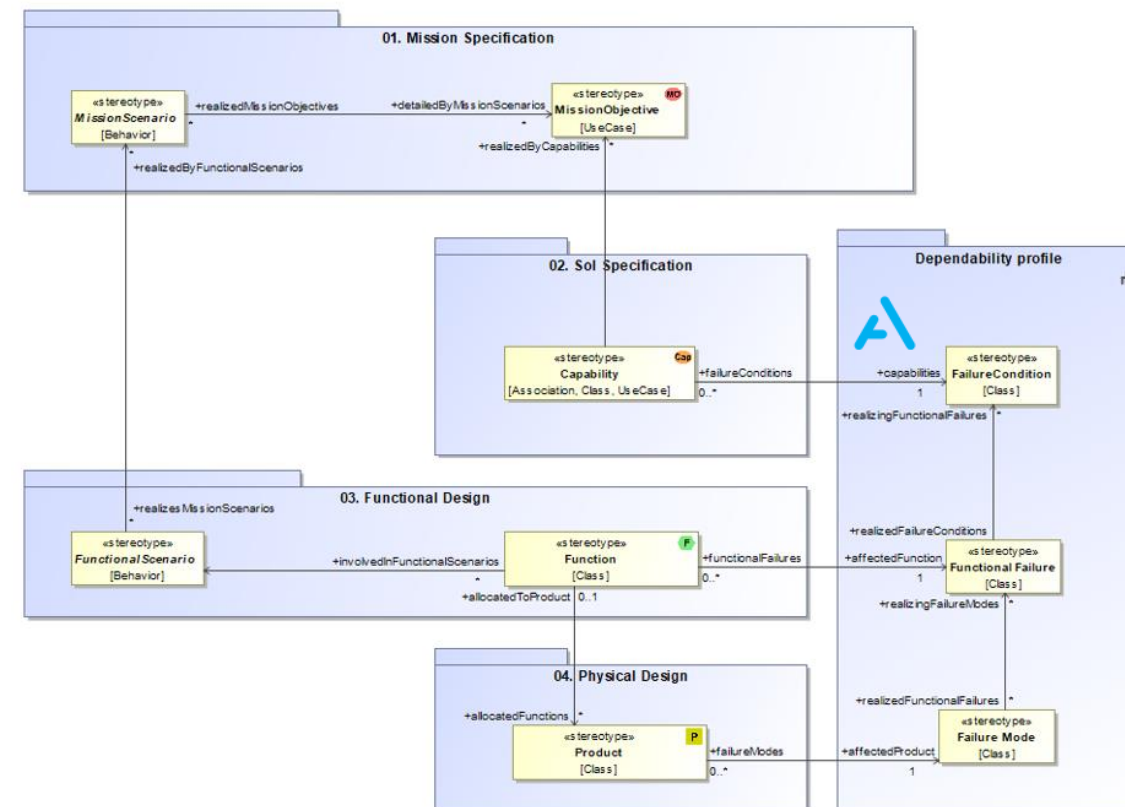 01. Mission Specification
«stereotype»
MissionScenario
[Behavior]
+realizedMissionObjectives
*
+detailedByMissionScenarios
*
«stereotype»
MO
MissionObjective
[UseCase]
+realizedByCapabilities
*
*
+realizedByFunctionalScenarios
02. SoI Specification
Dependability profile
«stereotype»
Cap
Capability
[Association, Class, UseCase]
+failureConditions
0..*
+capabilities
1
«stereotype»
FailureCondition
[Class]
+realizingFunctionalFailures
*
03. Functional Design
+realizesMissionScenarios
*
«stereotype»
FunctionalScenario
[Behavior]
+involvedInFunctionalScenarios
*
«stereotype»
F
Function
[Class]
+functionalFailures
0..*
+realizedFailureConditions
+affectedFunction
1
«stereotype»
Functional Failure
[Class]
+allocatedToProduct
0..1
+realizingFailureModes
*
04. Physical Design
+allocatedFunctions
*
«stereotype»
P
Product
[Class]
+failureModes
0..*
+realizedFunctionalFailures
*
+affectedProduct
1
«stereotype»
Failure Mode
[Class]